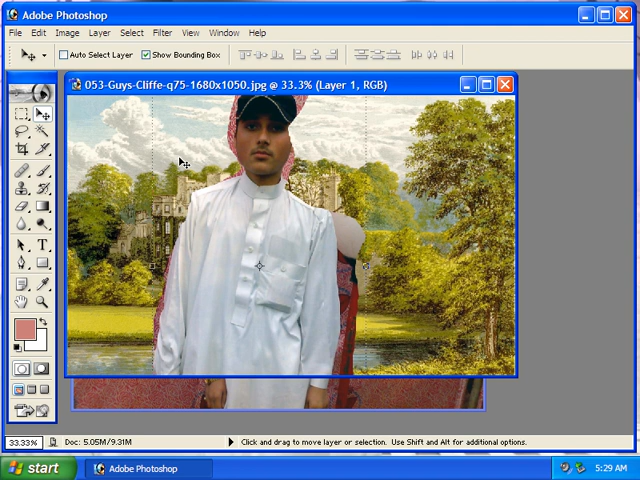 Adobe Photoshop
File Edit Image Layer Select Filter View Window Help
Auto Select Layer Show Bounding Box
053-Guys-Cliffe-q75-1680x1050.jpg @ 33.3% (Layer 1, RGB)
T
33.33% Doc: 5.05M/9.31M Click and drag to move layer or selection. Use Shift and Alt for additional options.
start Adobe Photoshop 5:29 AM